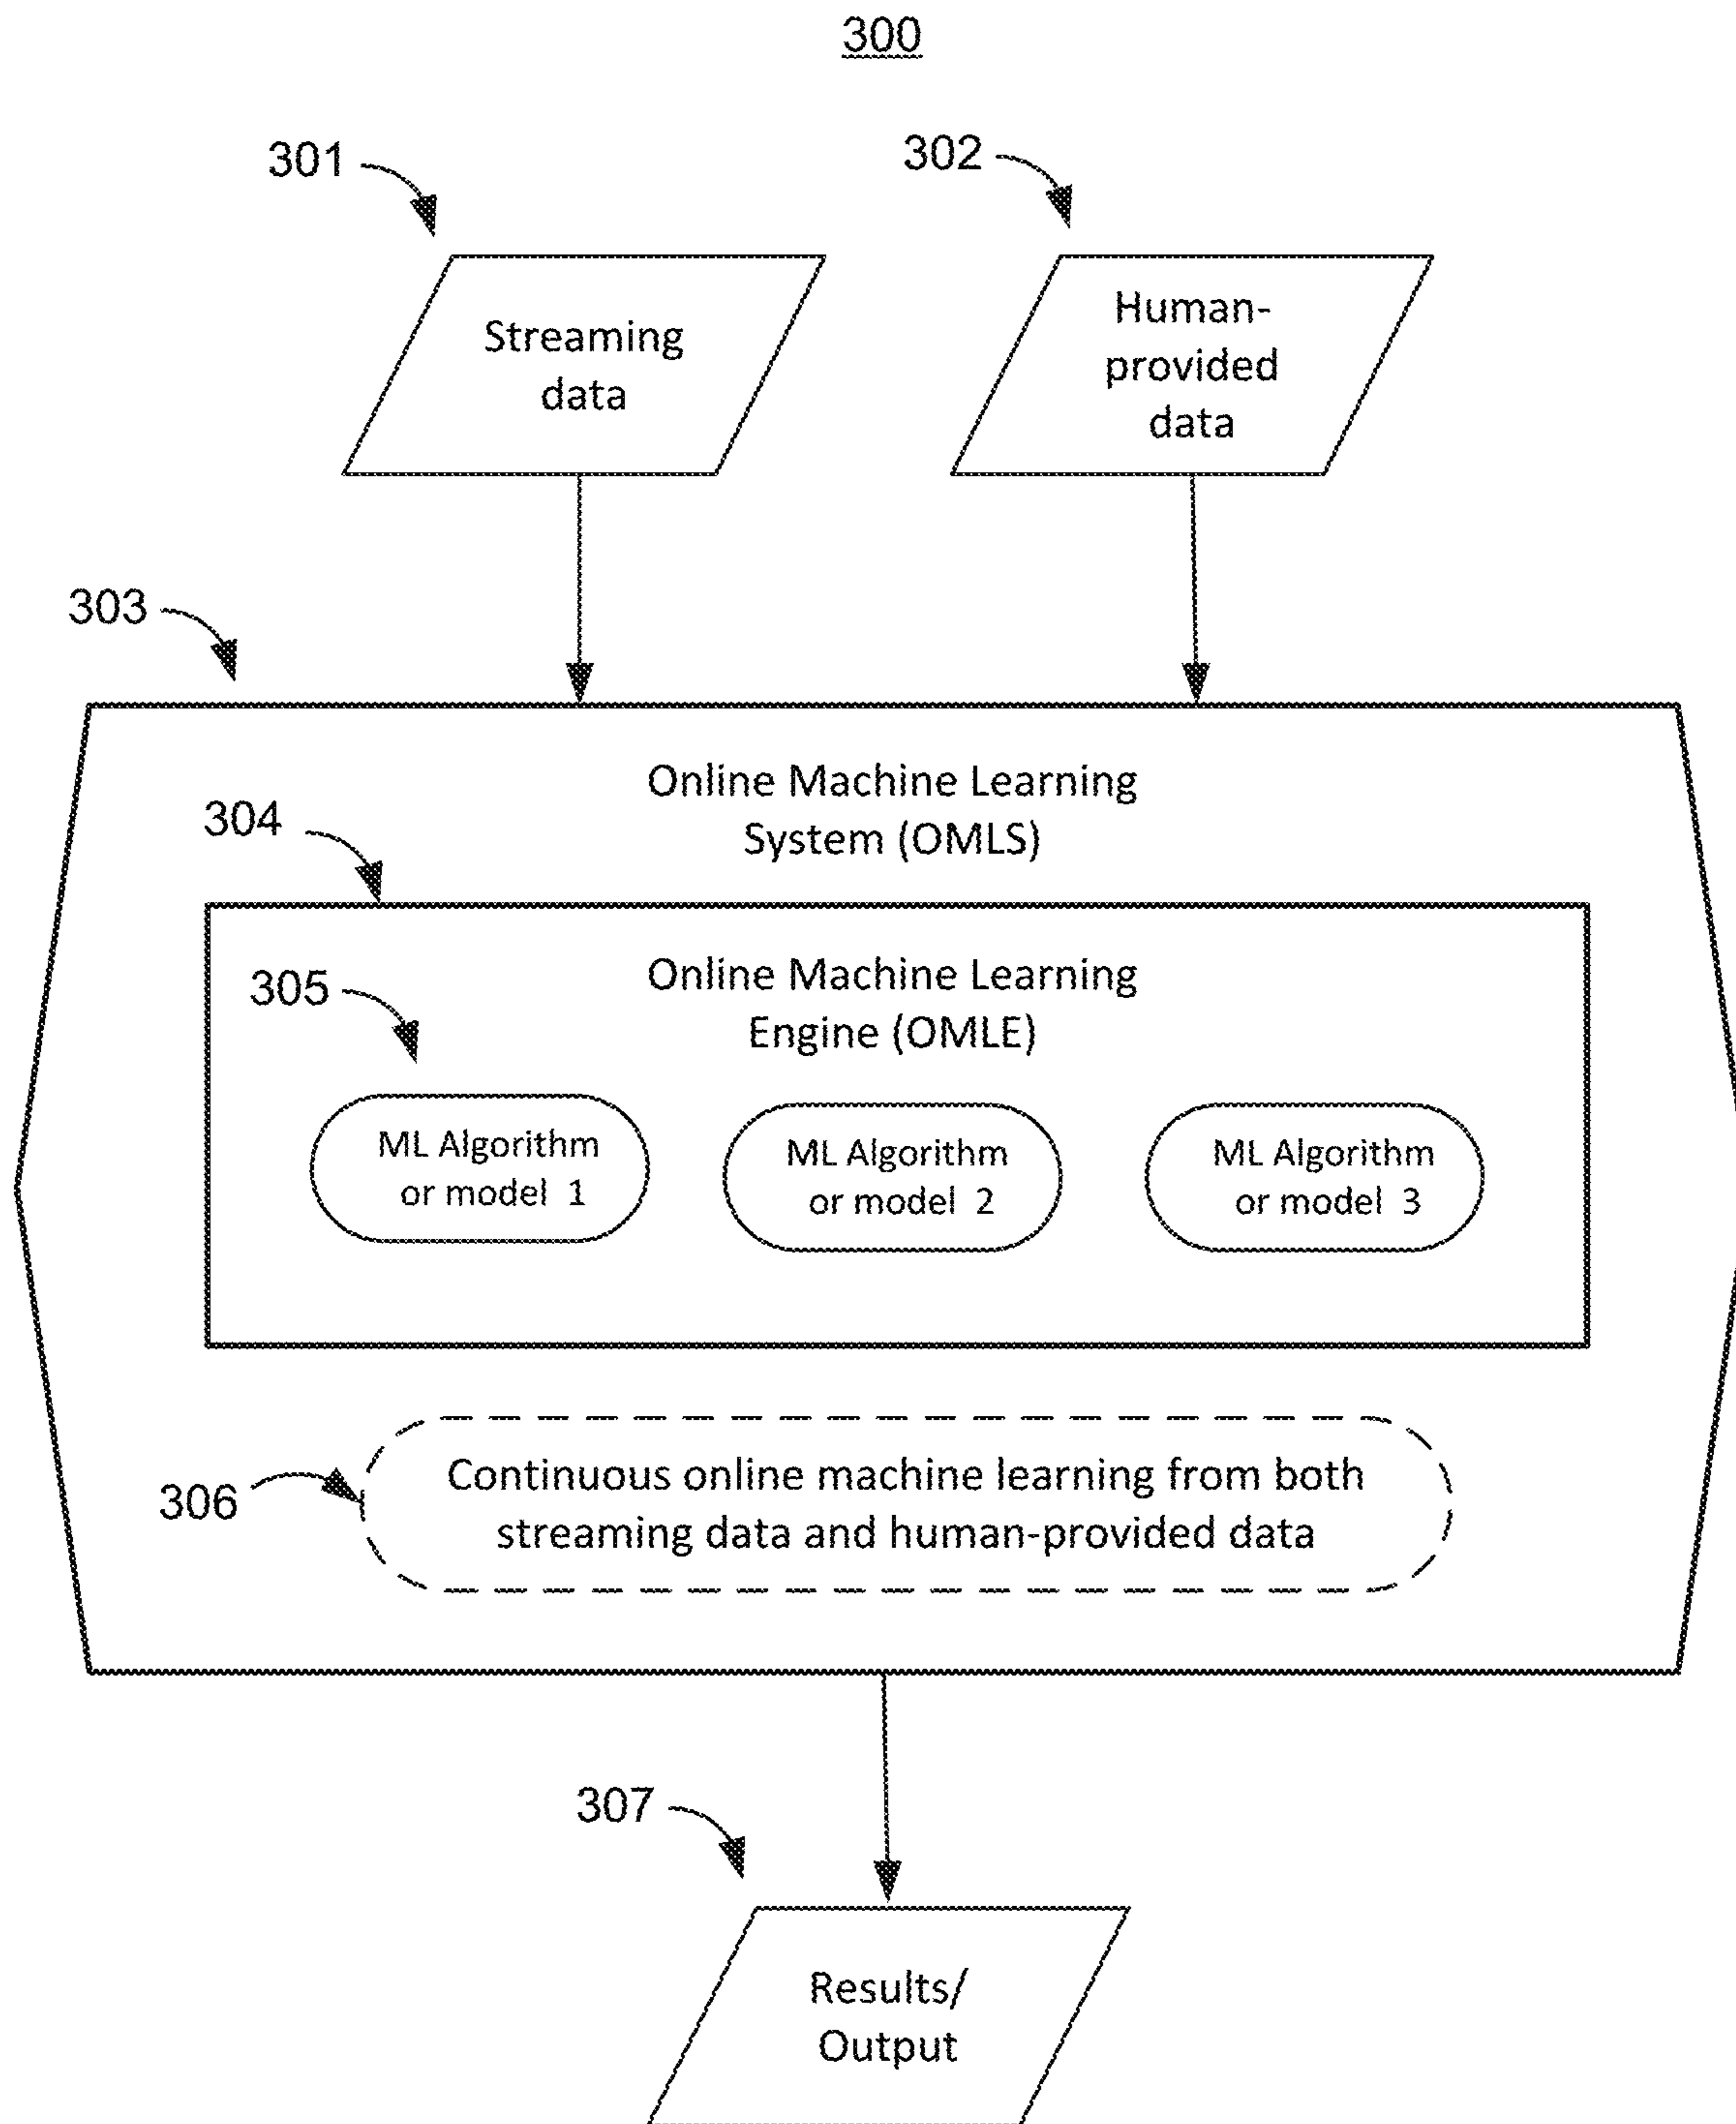 300
301
302
Streaming
data
Human-
provided
data
303
Online Machine Learning
System (OMLS)
304
Online Machine Learning
Engine (OMLE)
305
ML Algorithm
or model 1
ML Algorithm
or model 2
ML Algorithm
or model 3
306
Continuous online machine learning from both
streaming data and human-provided data
307
Results/
Output